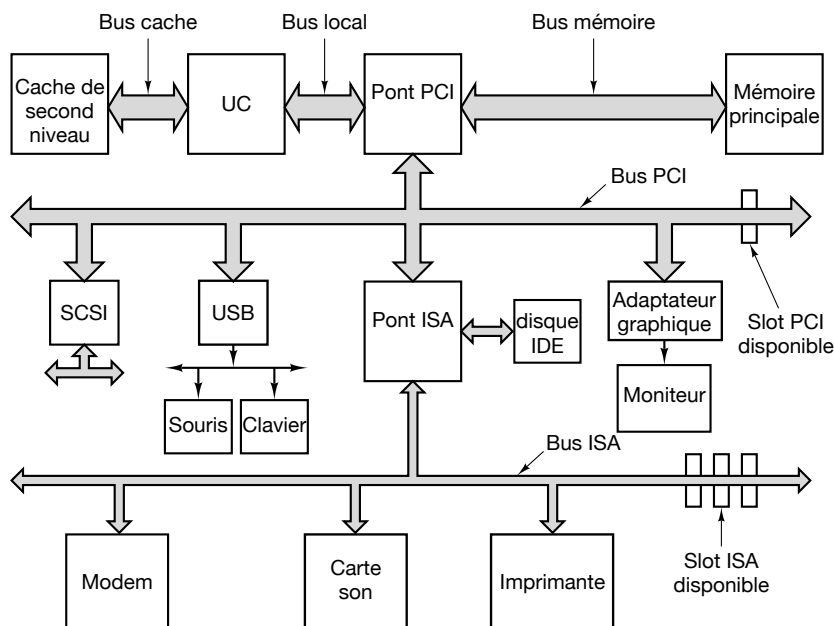 Bus cache
Bus local
Bus mémoire
Cache de
second
niveau
UC
Pont PCI
Mémoire
principale
Bus PCI
SCSI
USB
Pont ISA
disque
IDE
Adaptateur
graphique
Slot PCI
disponible
Souris
Clavier
Moniteur
Bus ISA
Modem
Carte
son
Imprimante
Slot ISA
disponible